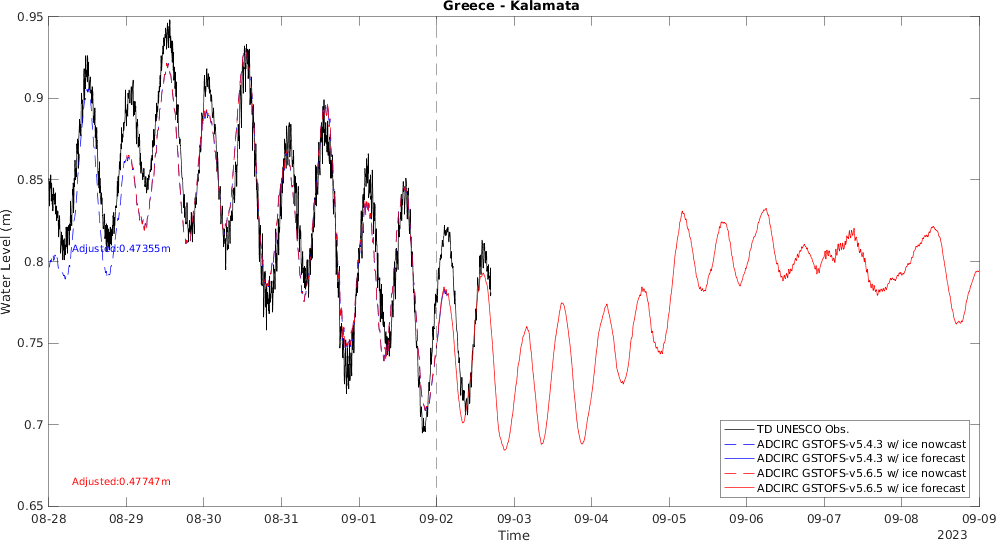 Greece - Kalamata
0.95
0.9
0.85
0.8
0.75
0.7
0.65
Water Level (m)
Adjusted:0.47355m
Adjusted:0.47747m
TD UNESCO Obs.
ADCIRC GSTOFS-v5.4.3 w/ ice nowcast
ADCIRC GSTOFS-v5.4.3 w/ ice forecast
ADCIRC GSTOFS-v5.6.5 w/ ice nowcast
ADCIRC GSTOFS-v5.6.5 w/ ice forecast
08-28 08-29 08-30 08-31 09-01 09-02 09-03 09-04 09-05 09-06 09-07 09-08 09-09
Time
2023